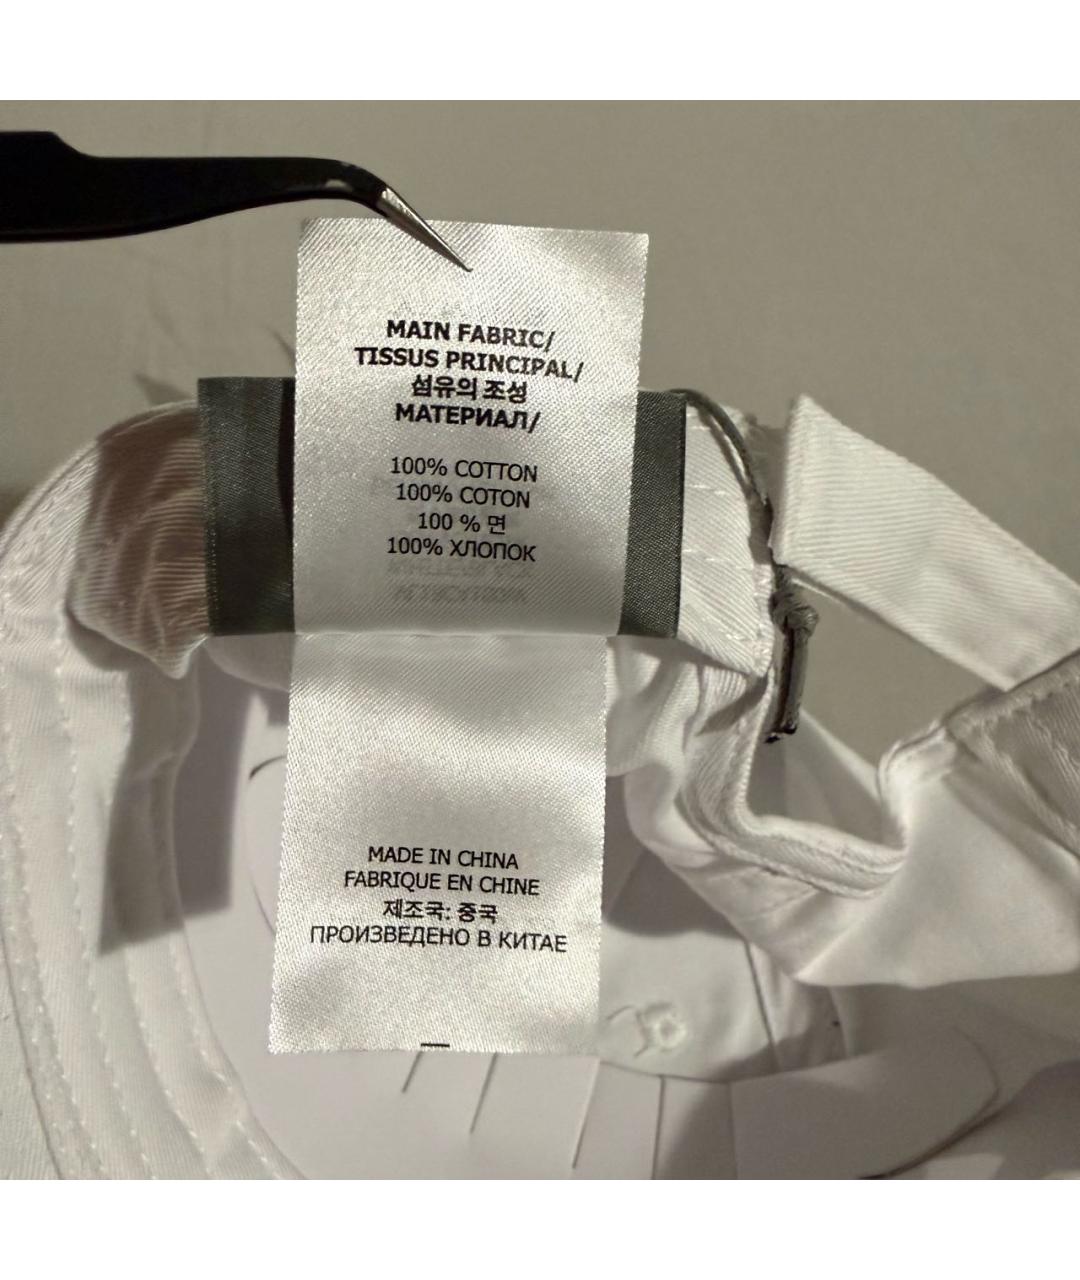 MAIN FABRIC/
TISSUS PRINCIPAL/
섬유의 조성
МАТЕРИАЛ/
100% COTTON
100% COTON
100 % 면
100% ХЛОПОК
MADE IN CHINA
FABRIQUE EN CHINE
제조국: 중국
ПРОИЗВЕДЕНО В КИТАЕ